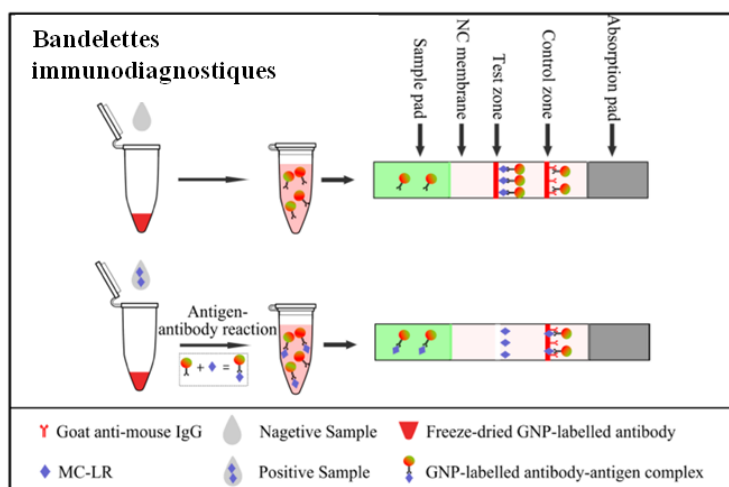 Bandelettes
immunodiagnostiques
Sample pad
NC membrane
Test zone
Control zone
Absorption pad
Antigen-
antibody reaction
+ =
Goat anti-mouse IgG
Nagetive Sample
Freeze-dried GNP-labelled antibody
MC-LR
Positive Sample
GNP-labelled antibody-antigen complex